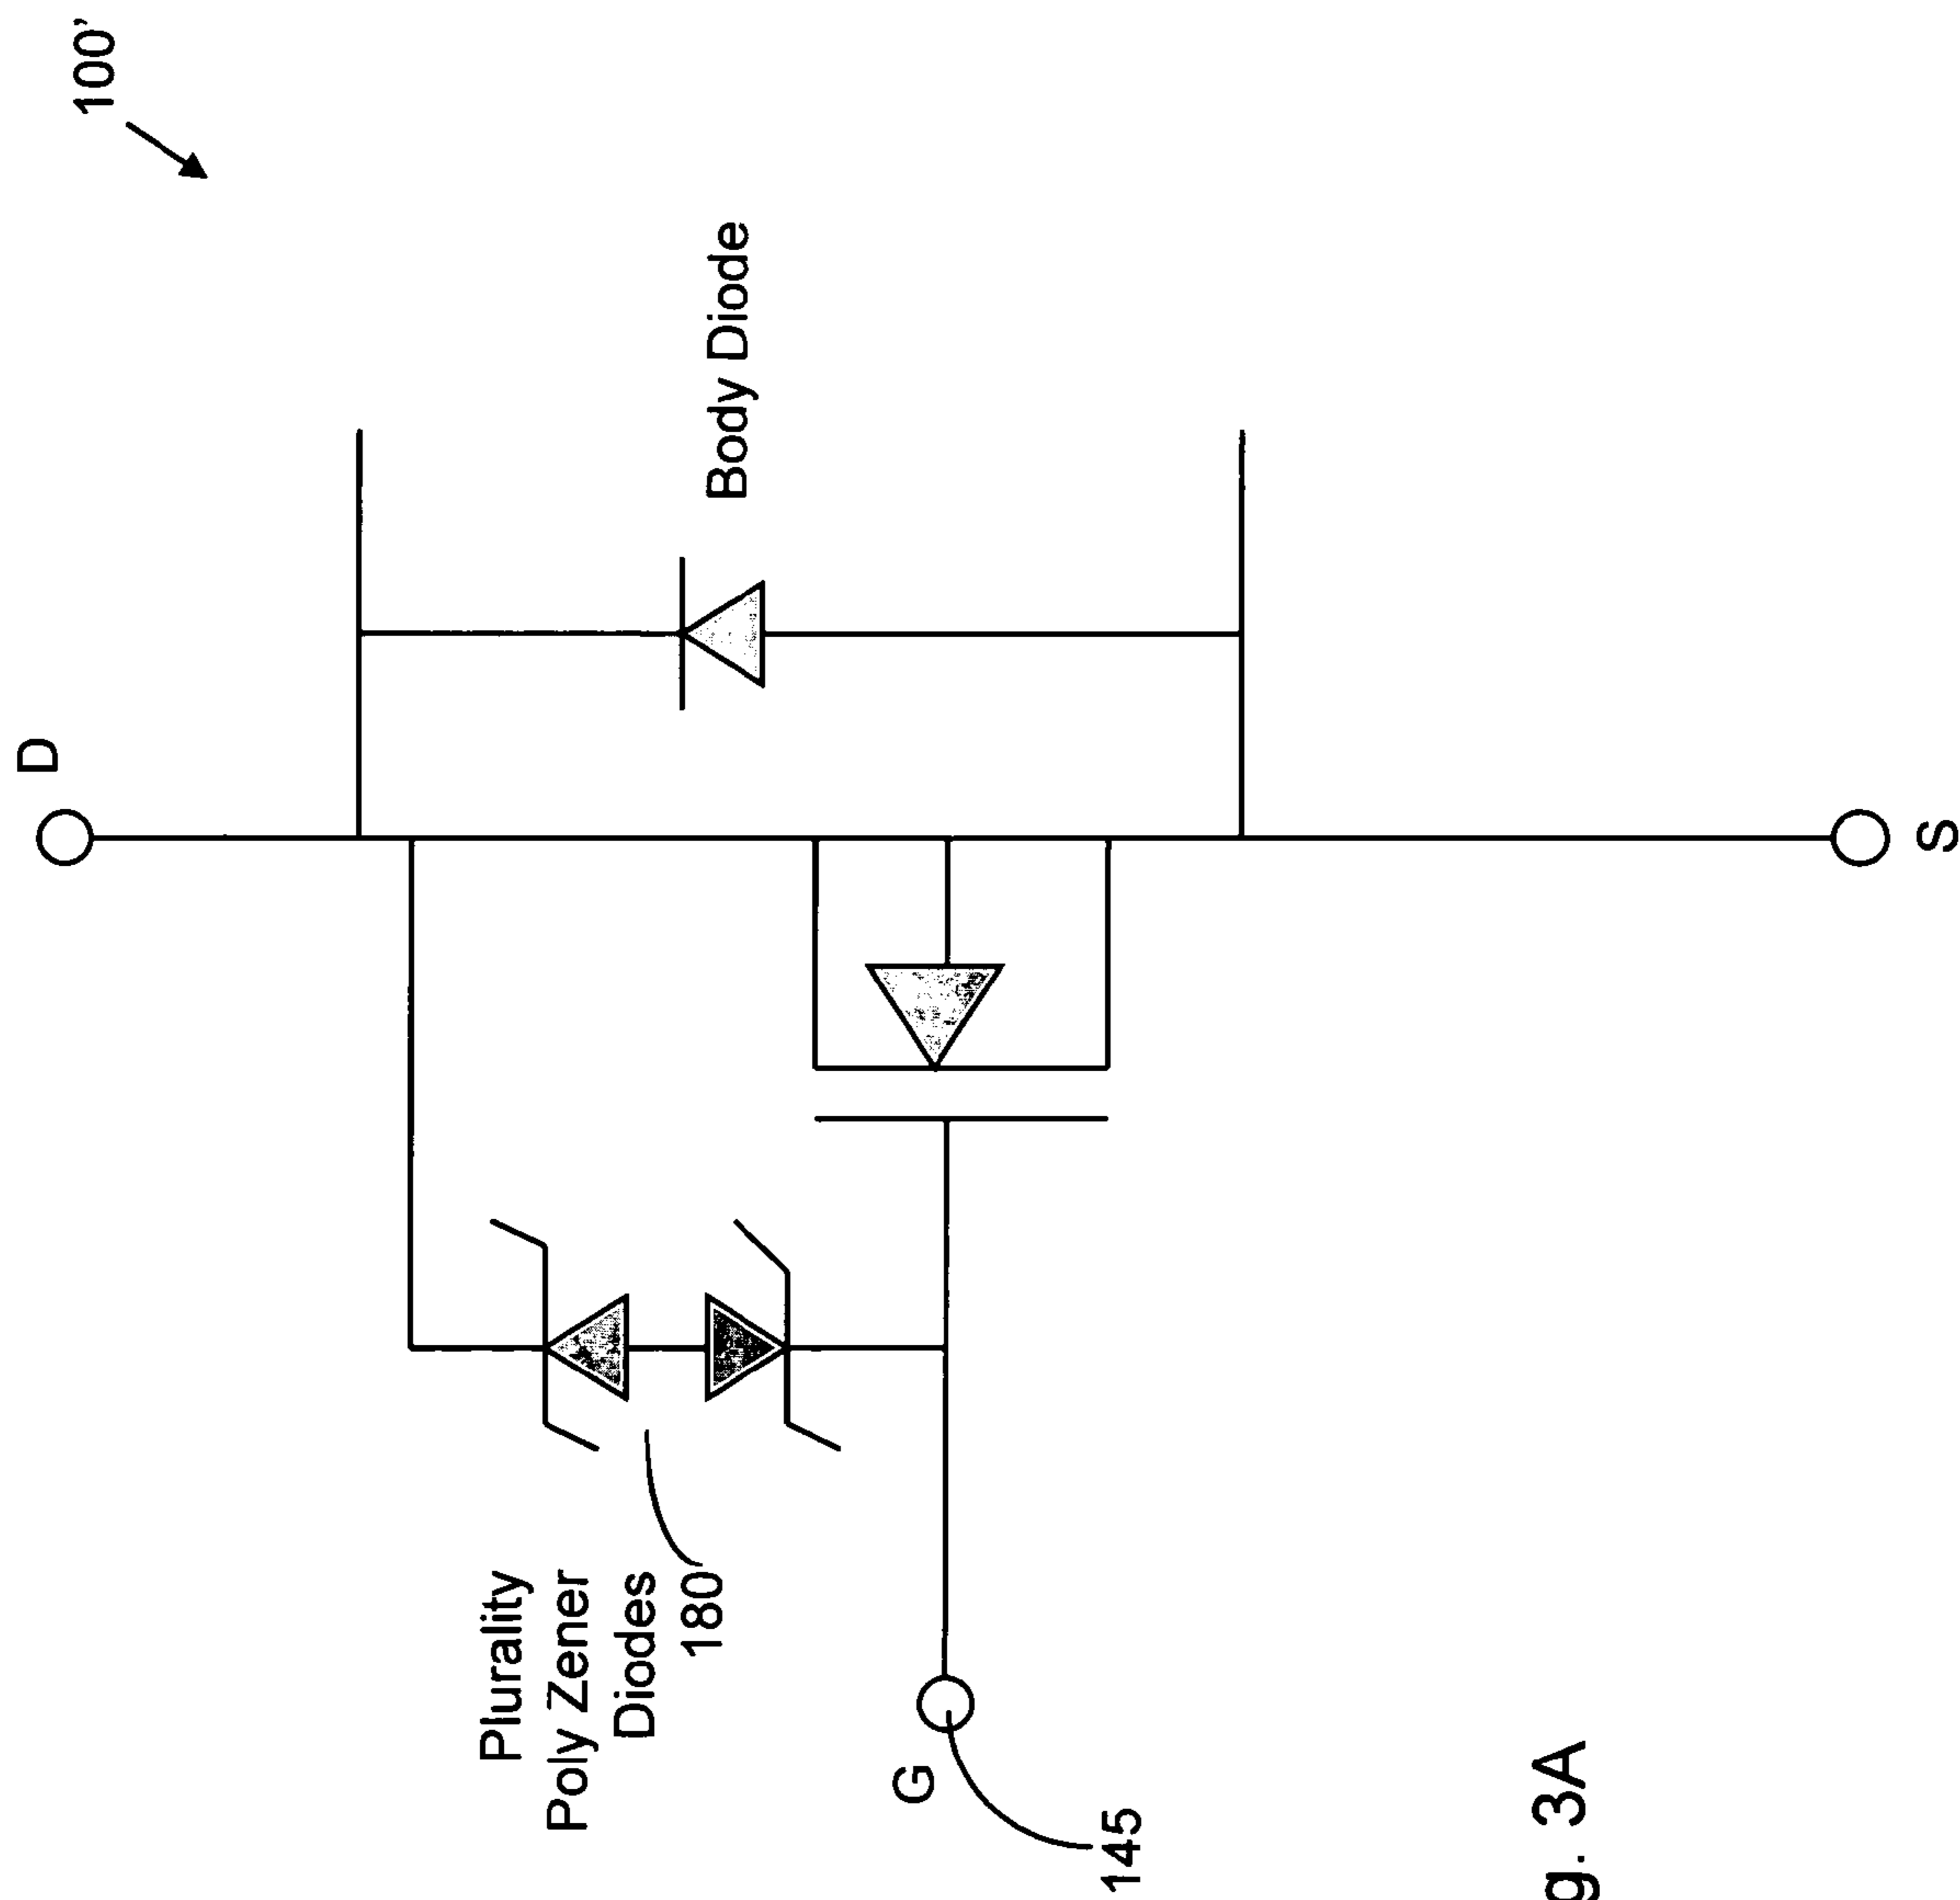 100'
D
Body Diode
Plurality
Poly Zener
Diodes
180'
G
145
S
g. 3A